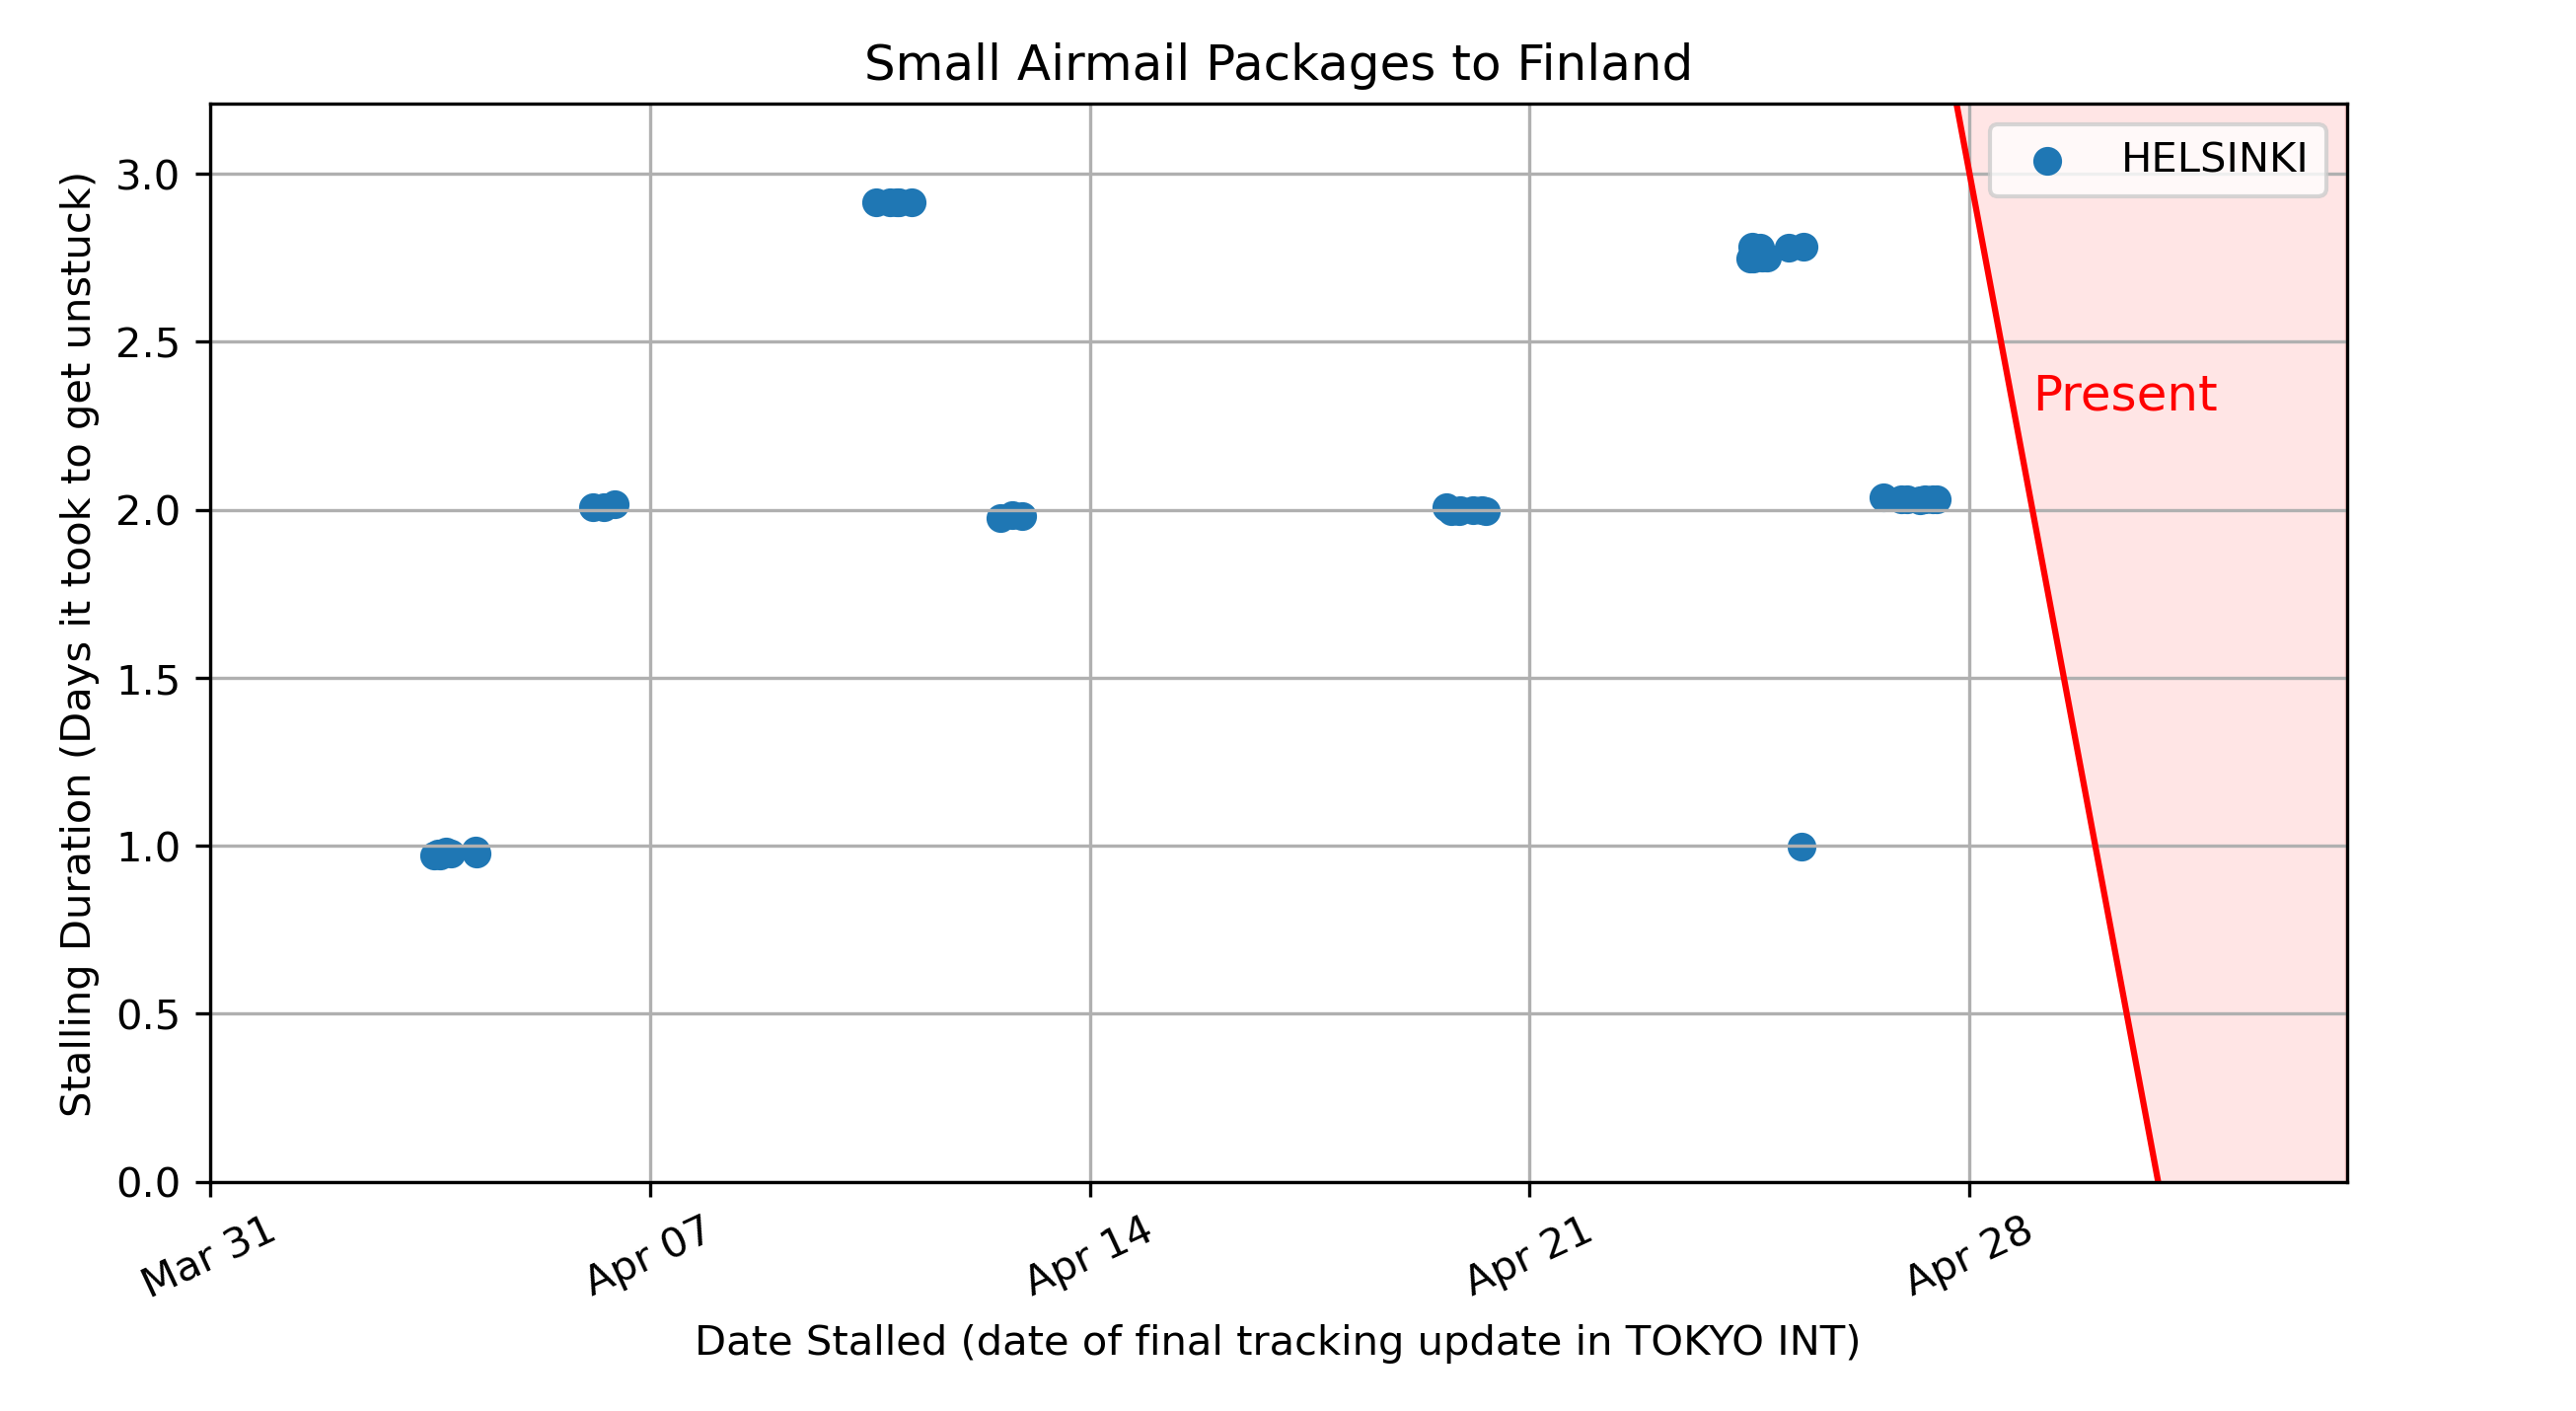 Small Airmail Packages to Finland
HELSINKI
Present
Stalling Duration (Days it took to get unstuck)
3.0
2.5
2.0
1.5
1.0
0.5
0.0
Mar 31
Apr 07
Apr 14
Apr 21
Apr 28
Date Stalled (date of final tracking update in TOKYO INT)